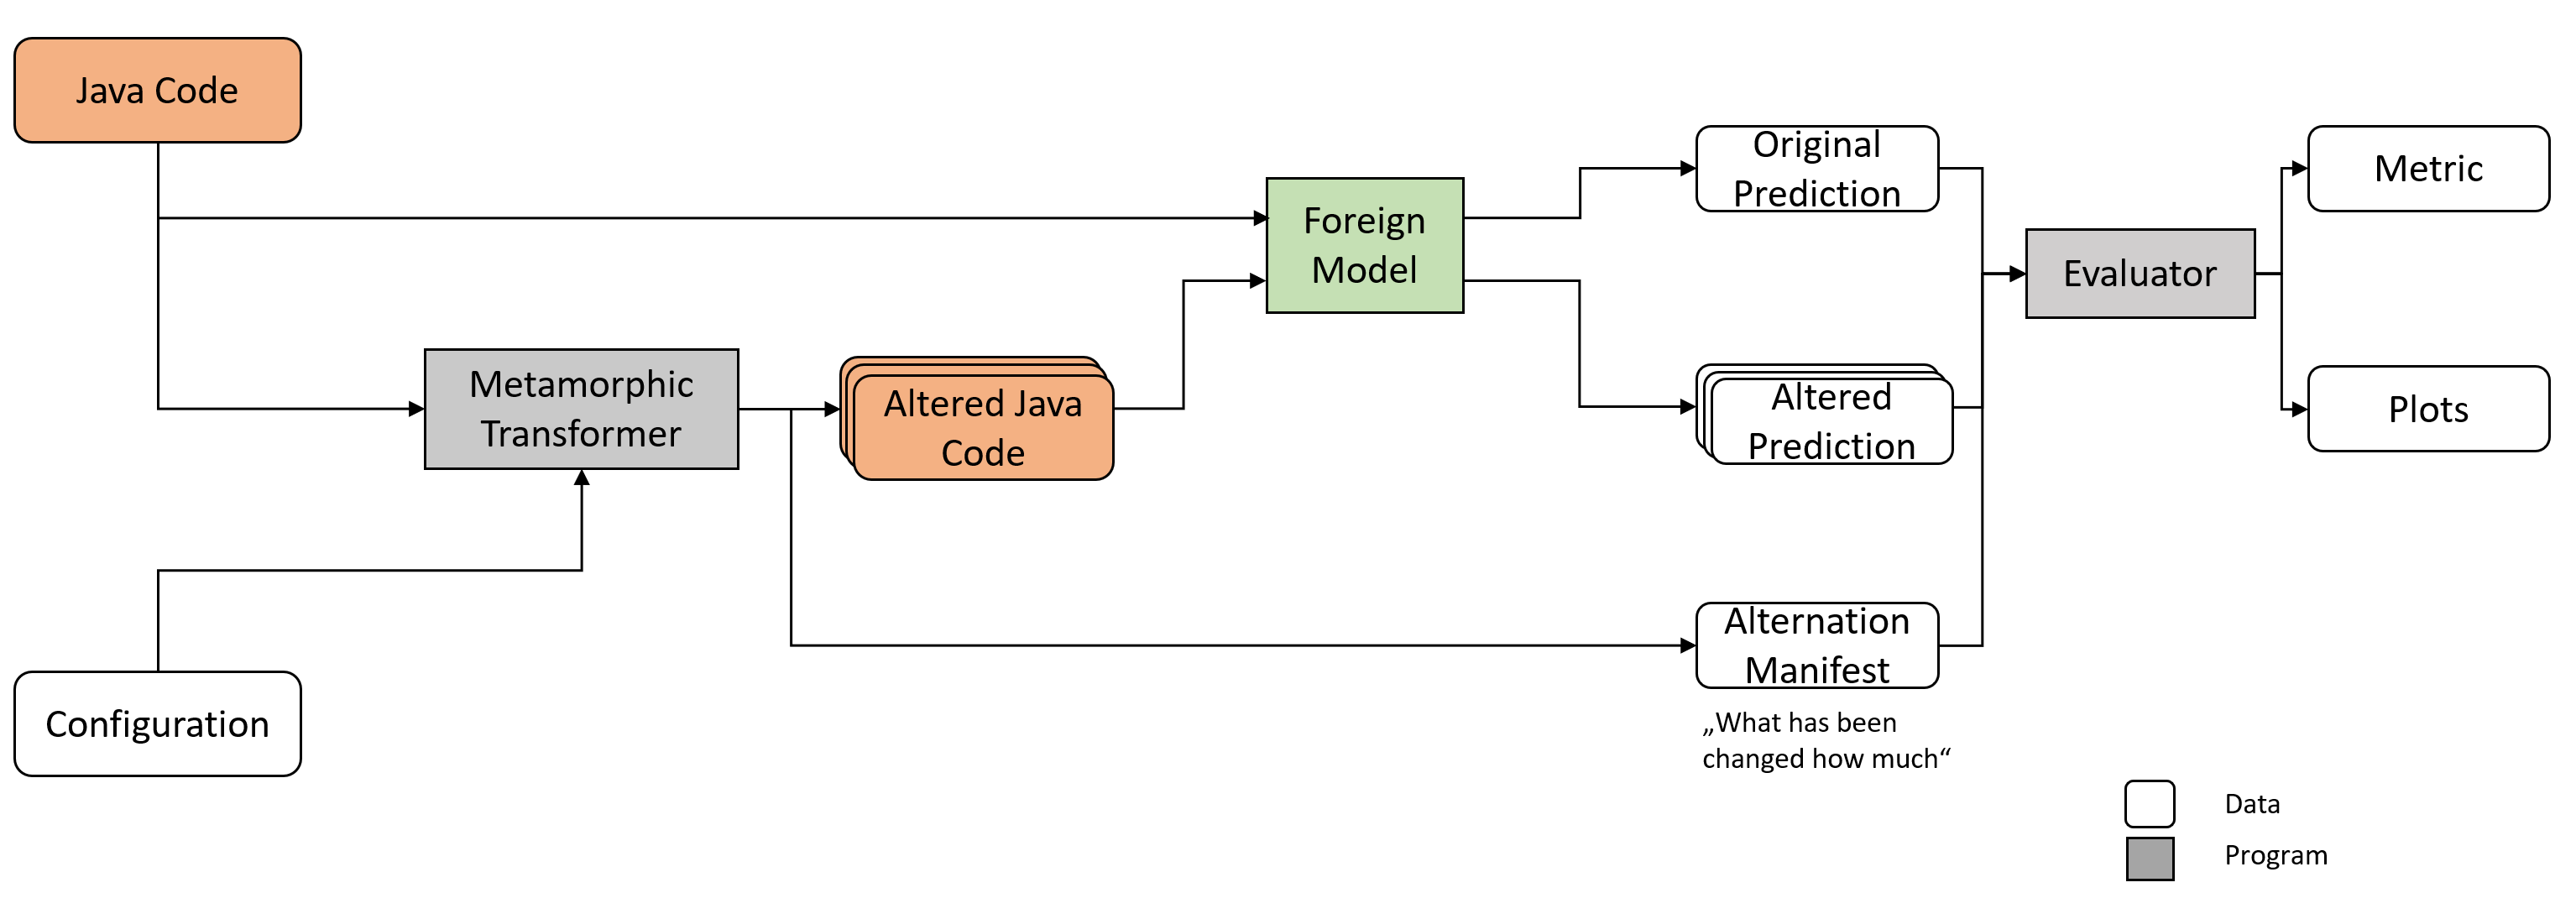 Java Code
Foreign
Model
Original
Prediction
Metric
Evaluator
Metamorphic
Transformer
Altered Java
Code
Altered
Prediction
Plots
Alternation
Manifest
„What has been
changed how much“
Configuration
Data
Program